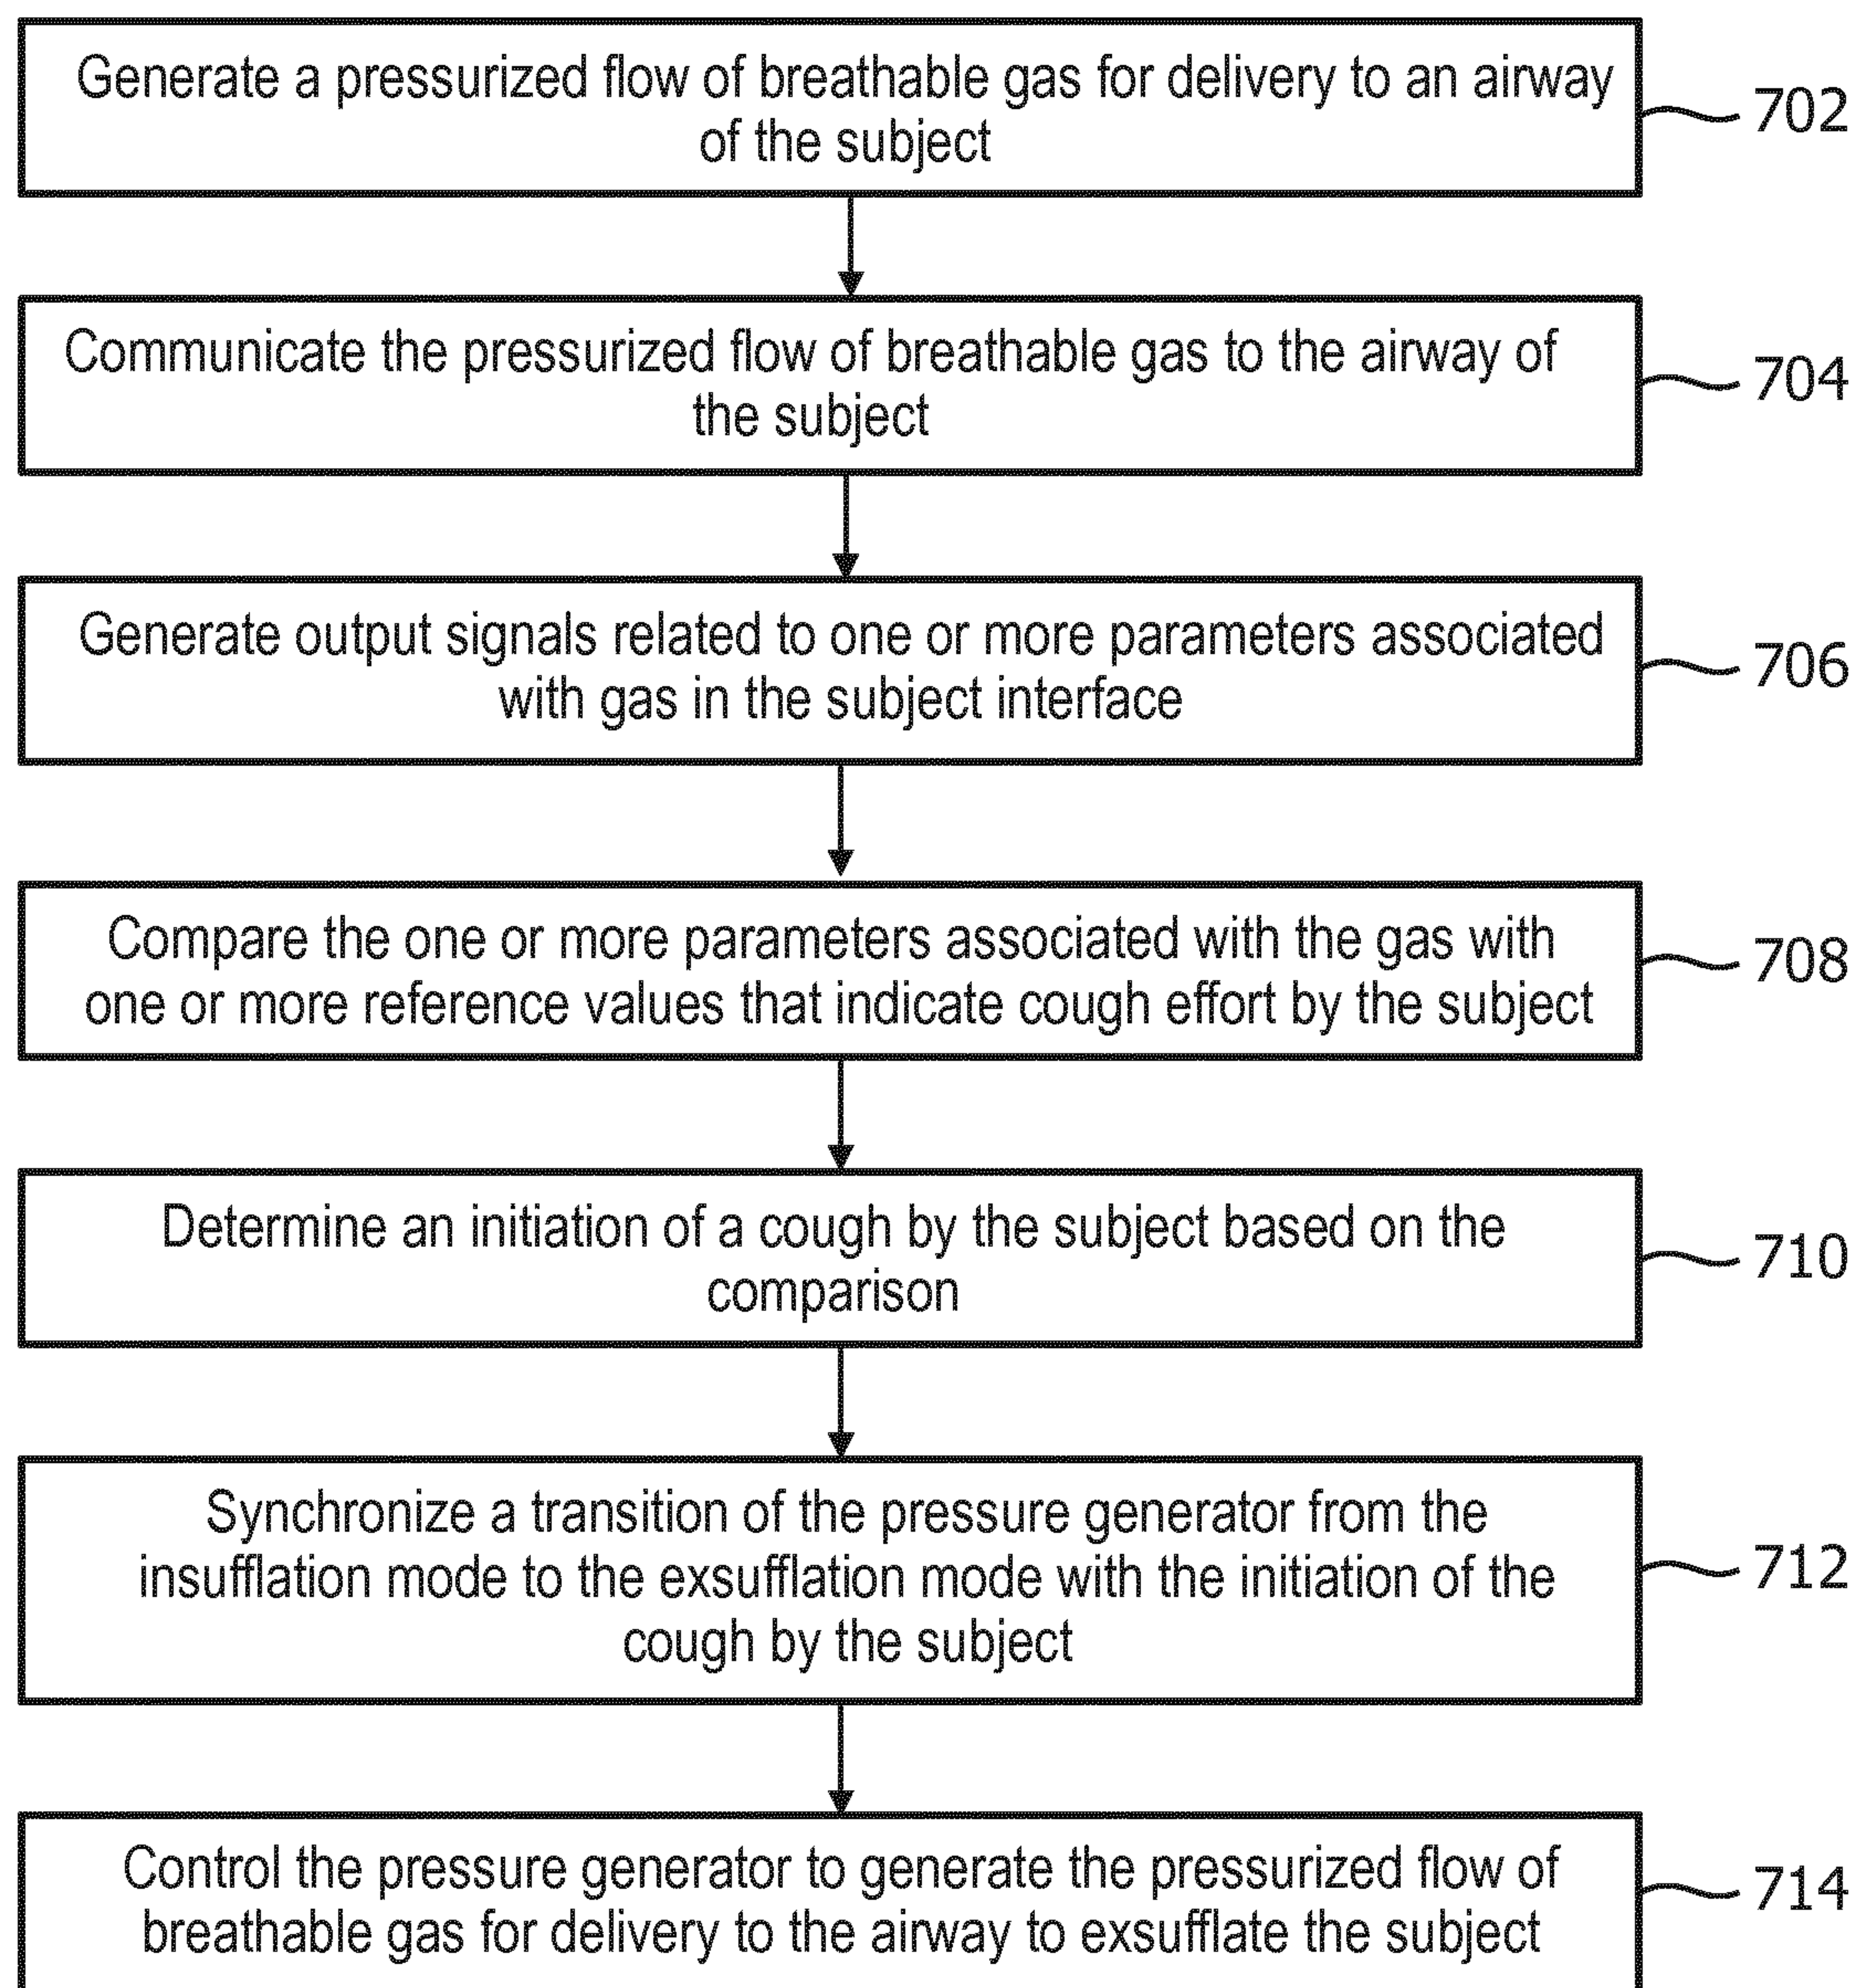 Generate a pressurized flow of breathable gas for delivery to an airway
of the subject
702
Communicate the pressurized flow of breathable gas to the airway of
the subject
704
Generate output signals related to one or more parameters associated
with gas in the subject interface
706
Compare the one or more parameters associated with the gas with
one or more reference values that indicate cough effort by the subject
708
Determine an initiation of a cough by the subject based on the
comparison
710
Synchronize a transition of the pressure generator from the
insufflation mode to the exsufflation mode with the initiation of the
cough by the subject
712
Control the pressure generator to generate the pressurized flow of
breathable gas for delivery to the airway to exsufflate the subject
714